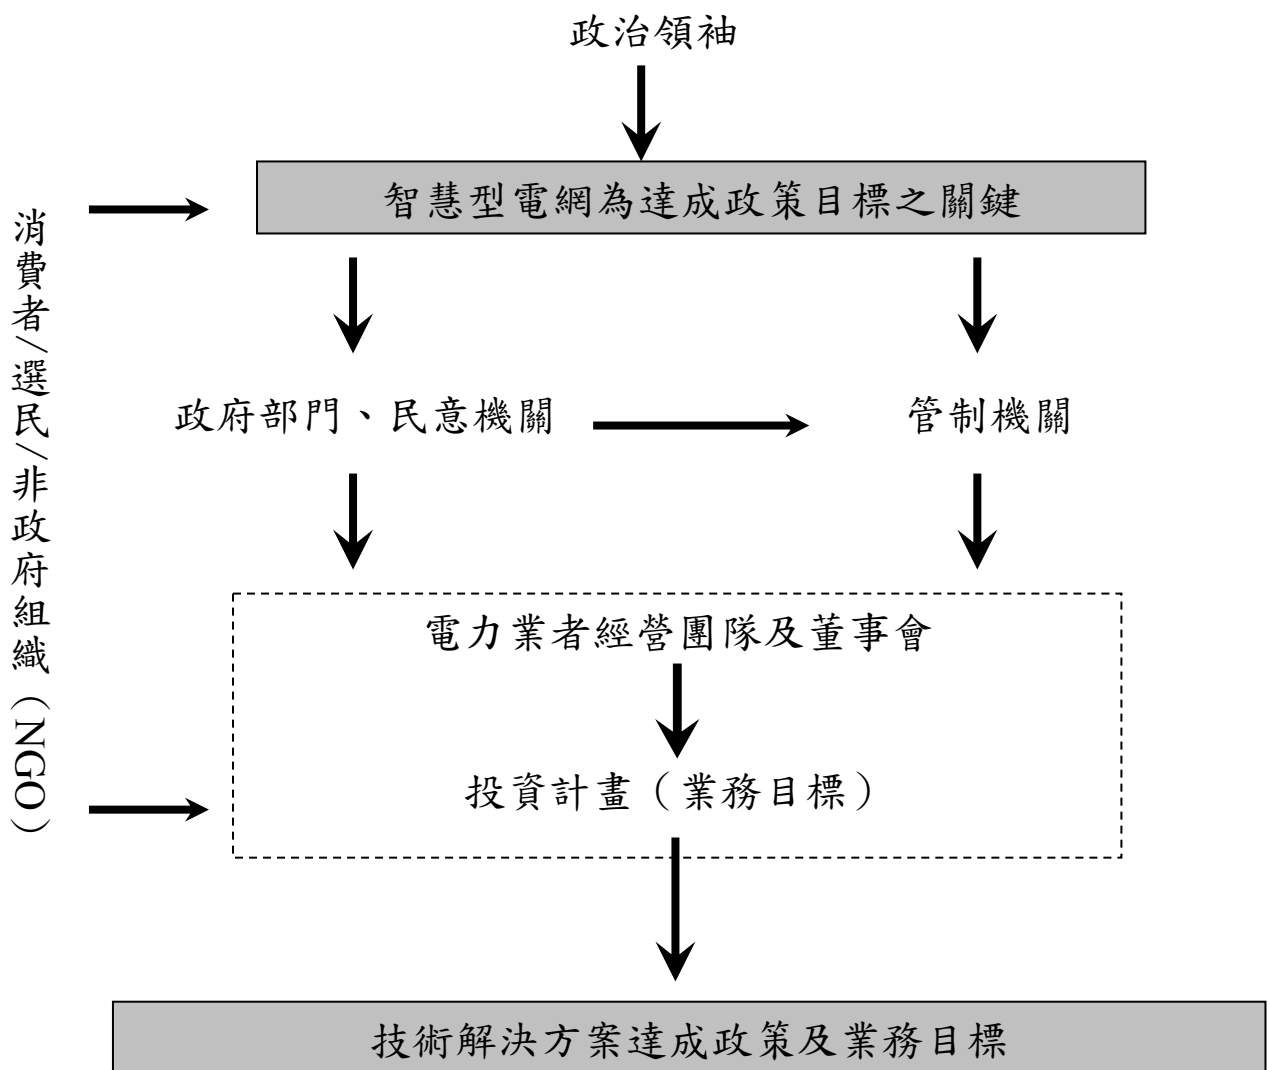 政治領袖
智慧型電網為達成政策目標之關鍵
消費者/選民/非政府組織（NGO）
政府部門、民意機關
管制機關
電力業者經營團隊及董事會
投資計畫（業務目標）
技術解決方案達成政策及業務目標